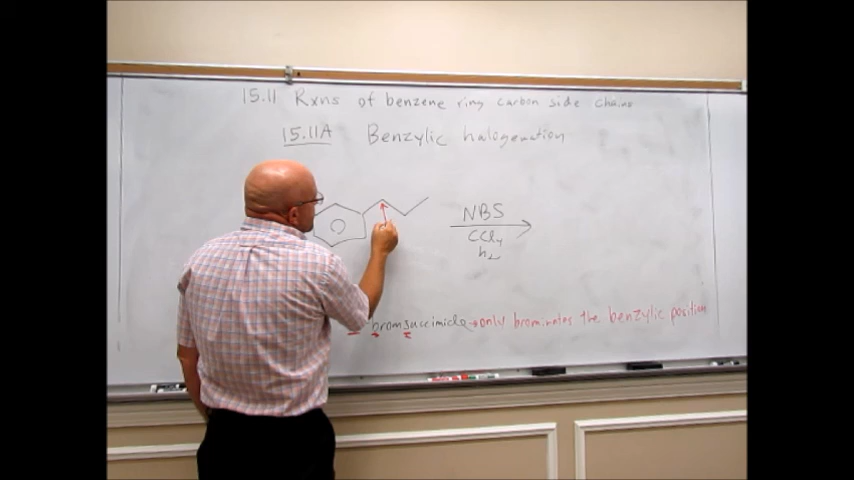 15.11 Rxns of benzene ring carbon side chains
15.11A Benzylic halogenation
NBS
CCl4
bromsuccimide → only brominates the benzylic position